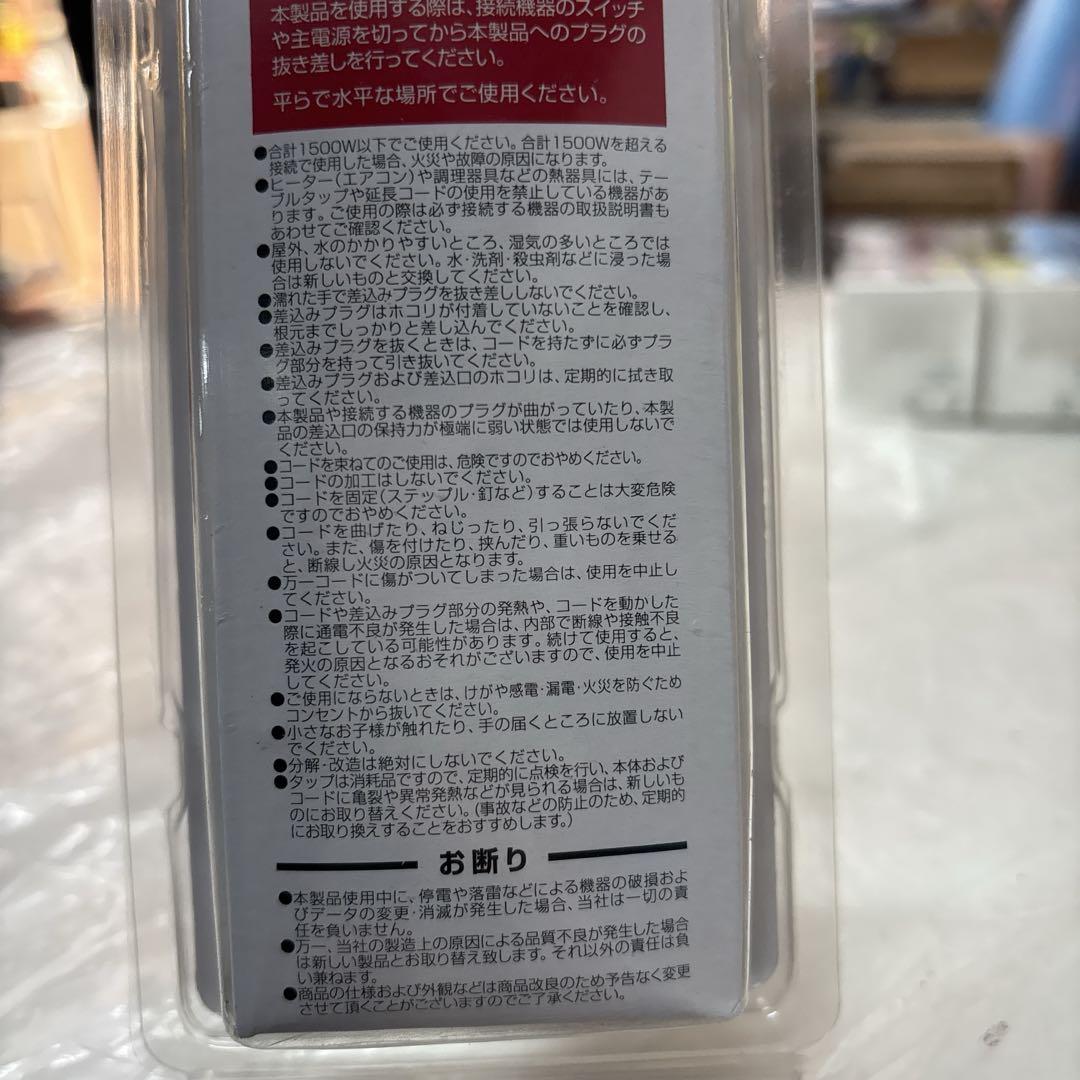 本製品を使用する際は、接続機器のスイッチ
や主電源を切ってから本製品へのプラグの
抜き差しを行ってください。
平らで水平な場所でご使用ください。
●合計1500W以下でご使用ください。合計1500Wを超える
接続で使用した場合、火災や故障の原因になります。
●ヒーター(エアコン)や調理器具などの熱器具には、テー
ブルタップや延長コードの使用を禁止している機器があ
ります。ご使用の際は必ず接続する機器の取扱説明書も
あわせてご確認ください。
●屋外、水のかかりやすいところ、湿気の多いところでは
使用しないでください。水・洗剤・殺虫剤などに浸った場
合は新しいものと交換してください。
●濡れた手で差込みプラグを抜き差ししないでください。
●差込みプラグはホコリが付着していないことを確認し、
根元までしっかりと差し込んでください。
●差込みプラグを抜くときは、コードを持たずに必ずプラ
グ部分を持って引き抜いてください。
●差込みプラグおよび差込口のホコリは、定期的に拭き取
ってください。
●本製品や接続する機器のプラグが曲がっていたり、本製
品の差込口の保持力が極端に弱い状態では使用しないで
ください。
●コードを束ねてのご使用は、危険ですのでおやめください。
●コードの加工はしないでください。
●コードを固定(ステップル・釘など)することは大変危険
ですのでおやめください。
●コードを曲げたり、ねじったり、引っ張らないでくだ
さい。また、傷を付けたり、挟んだり、重いものを乗せる
と、断線し火災の原因となります。
●万一コードに傷がついてしまった場合は、使用を中止し
てください。
●コードや差込みプラグ部分の発熱や、コードを動かした
際に通電不良が発生した場合は、内部で断線や接触不良
を起こしている可能性があります。続けて使用すると、
発火の原因となるおそれがございますので、使用を中止
してください。
●ご使用にならないときは、けがや感電・漏電・火災を防ぐため
コンセントから抜いてください。
●小さなお子様が触れたり、手の届くところに放置しない
でください。
●分解・改造は絶対にしないでください。
●タップは消耗品ですので、定期的に点検を行い、本体および
コードに亀裂や異常発熱などが見られる場合は、新しいも
のにお取り替えください。(事故などの防止のため、定期的
にお取り換えすることをおすすめします。)
お断り
●本製品使用中に、停電や落雷などによる機器の破損およ
びデータの変更・消滅が発生した場合、当社は一切の責
任を負いません。
●万一、当社の製造上の原因による品質不良が発生した場合
は新しい製品とお取り替え致します。それ以外の責任は負
い兼ねます。
●商品の仕様および外観などは商品改良のため予告なく変更
させて頂くことがございますのでご了承ください。